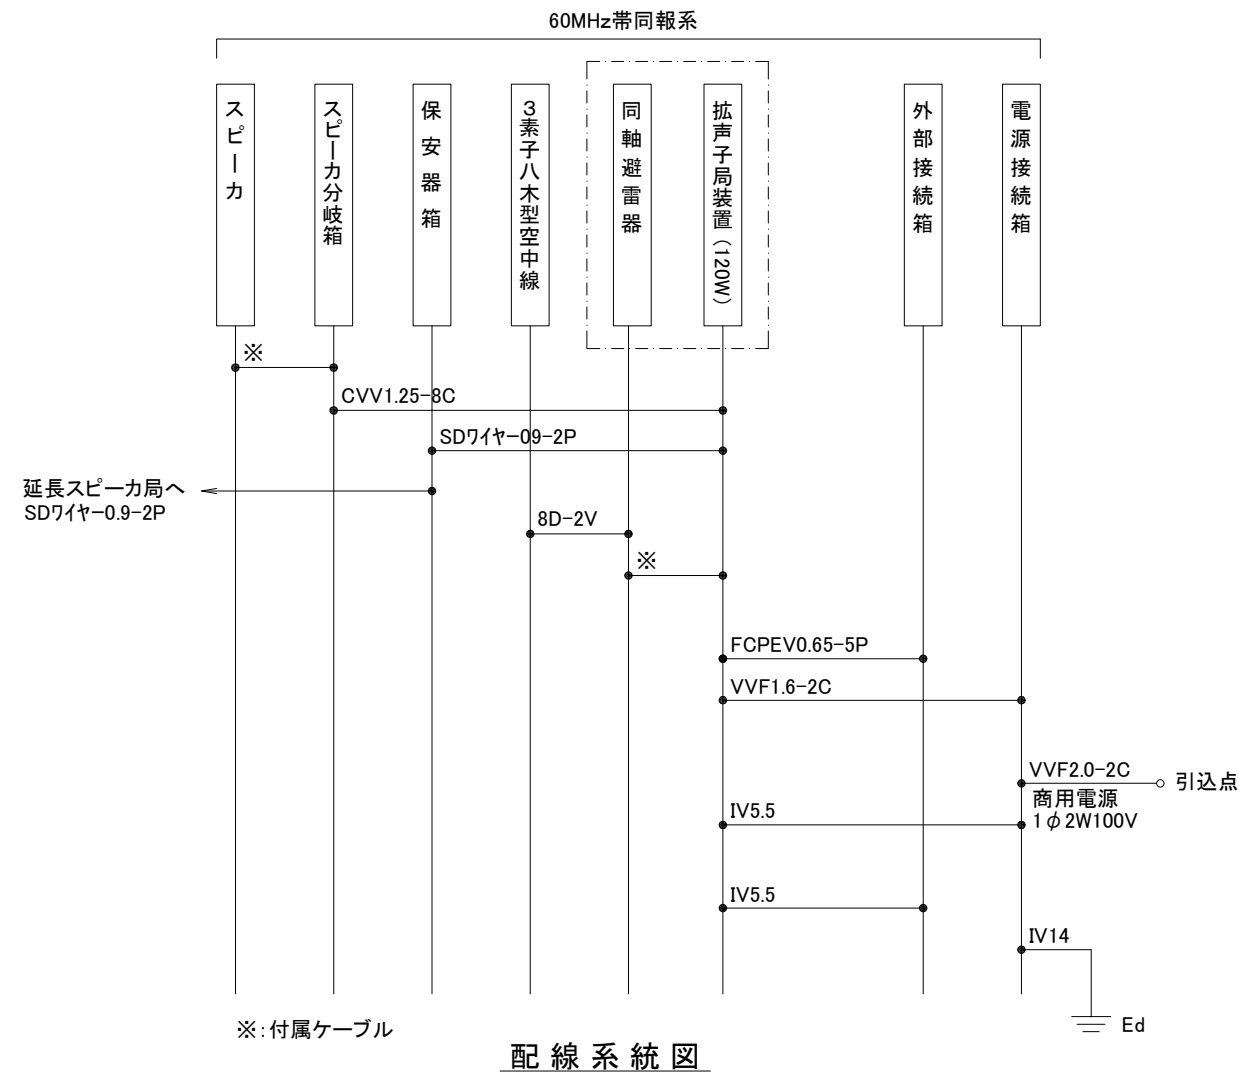 60MHz帯同報系
スピーカ
スピーカ分岐箱
保安器箱
3素子八木型空中線
同軸避雷器
拡声子局装置(120W)
外部接続箱
電源接続箱
※
CVV1.25-8C
SDワイヤー09-2P
延長スピーカ局へ
SDワイヤー0.9-2P
8D-2V
※
FCPEV0.65-5P
VVF1.6-2C
VVF2.0-2C
引込点
商用電源
1φ2W100V
IV5.5
IV5.5
IV14
Ed
※:付属ケーブル
配線系統図